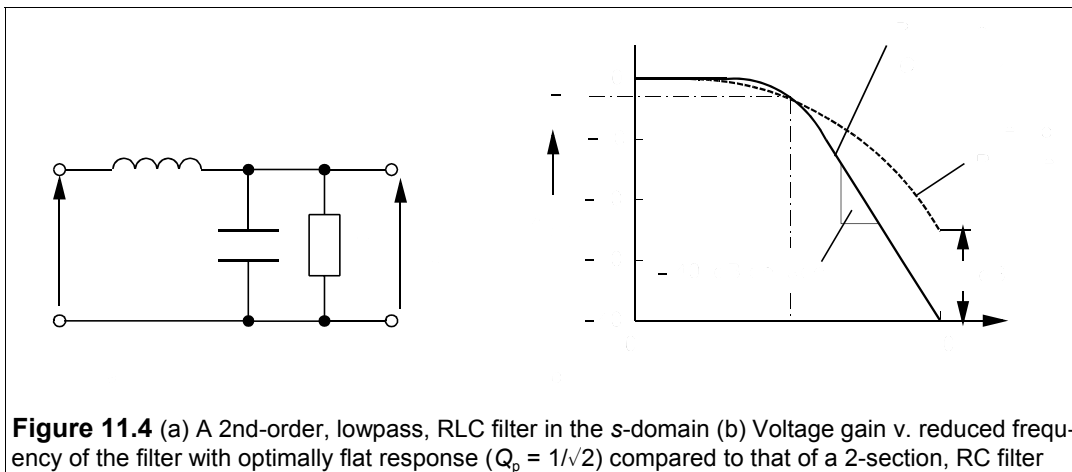 Figure 11.4 (a) A 2nd-order, lowpass, RLC filter in the s-domain (b) Voltage gain v. reduced frequ-
ency of the filter with optimally flat response (Qp = 1/√2) compared to that of a 2-section, RC filter